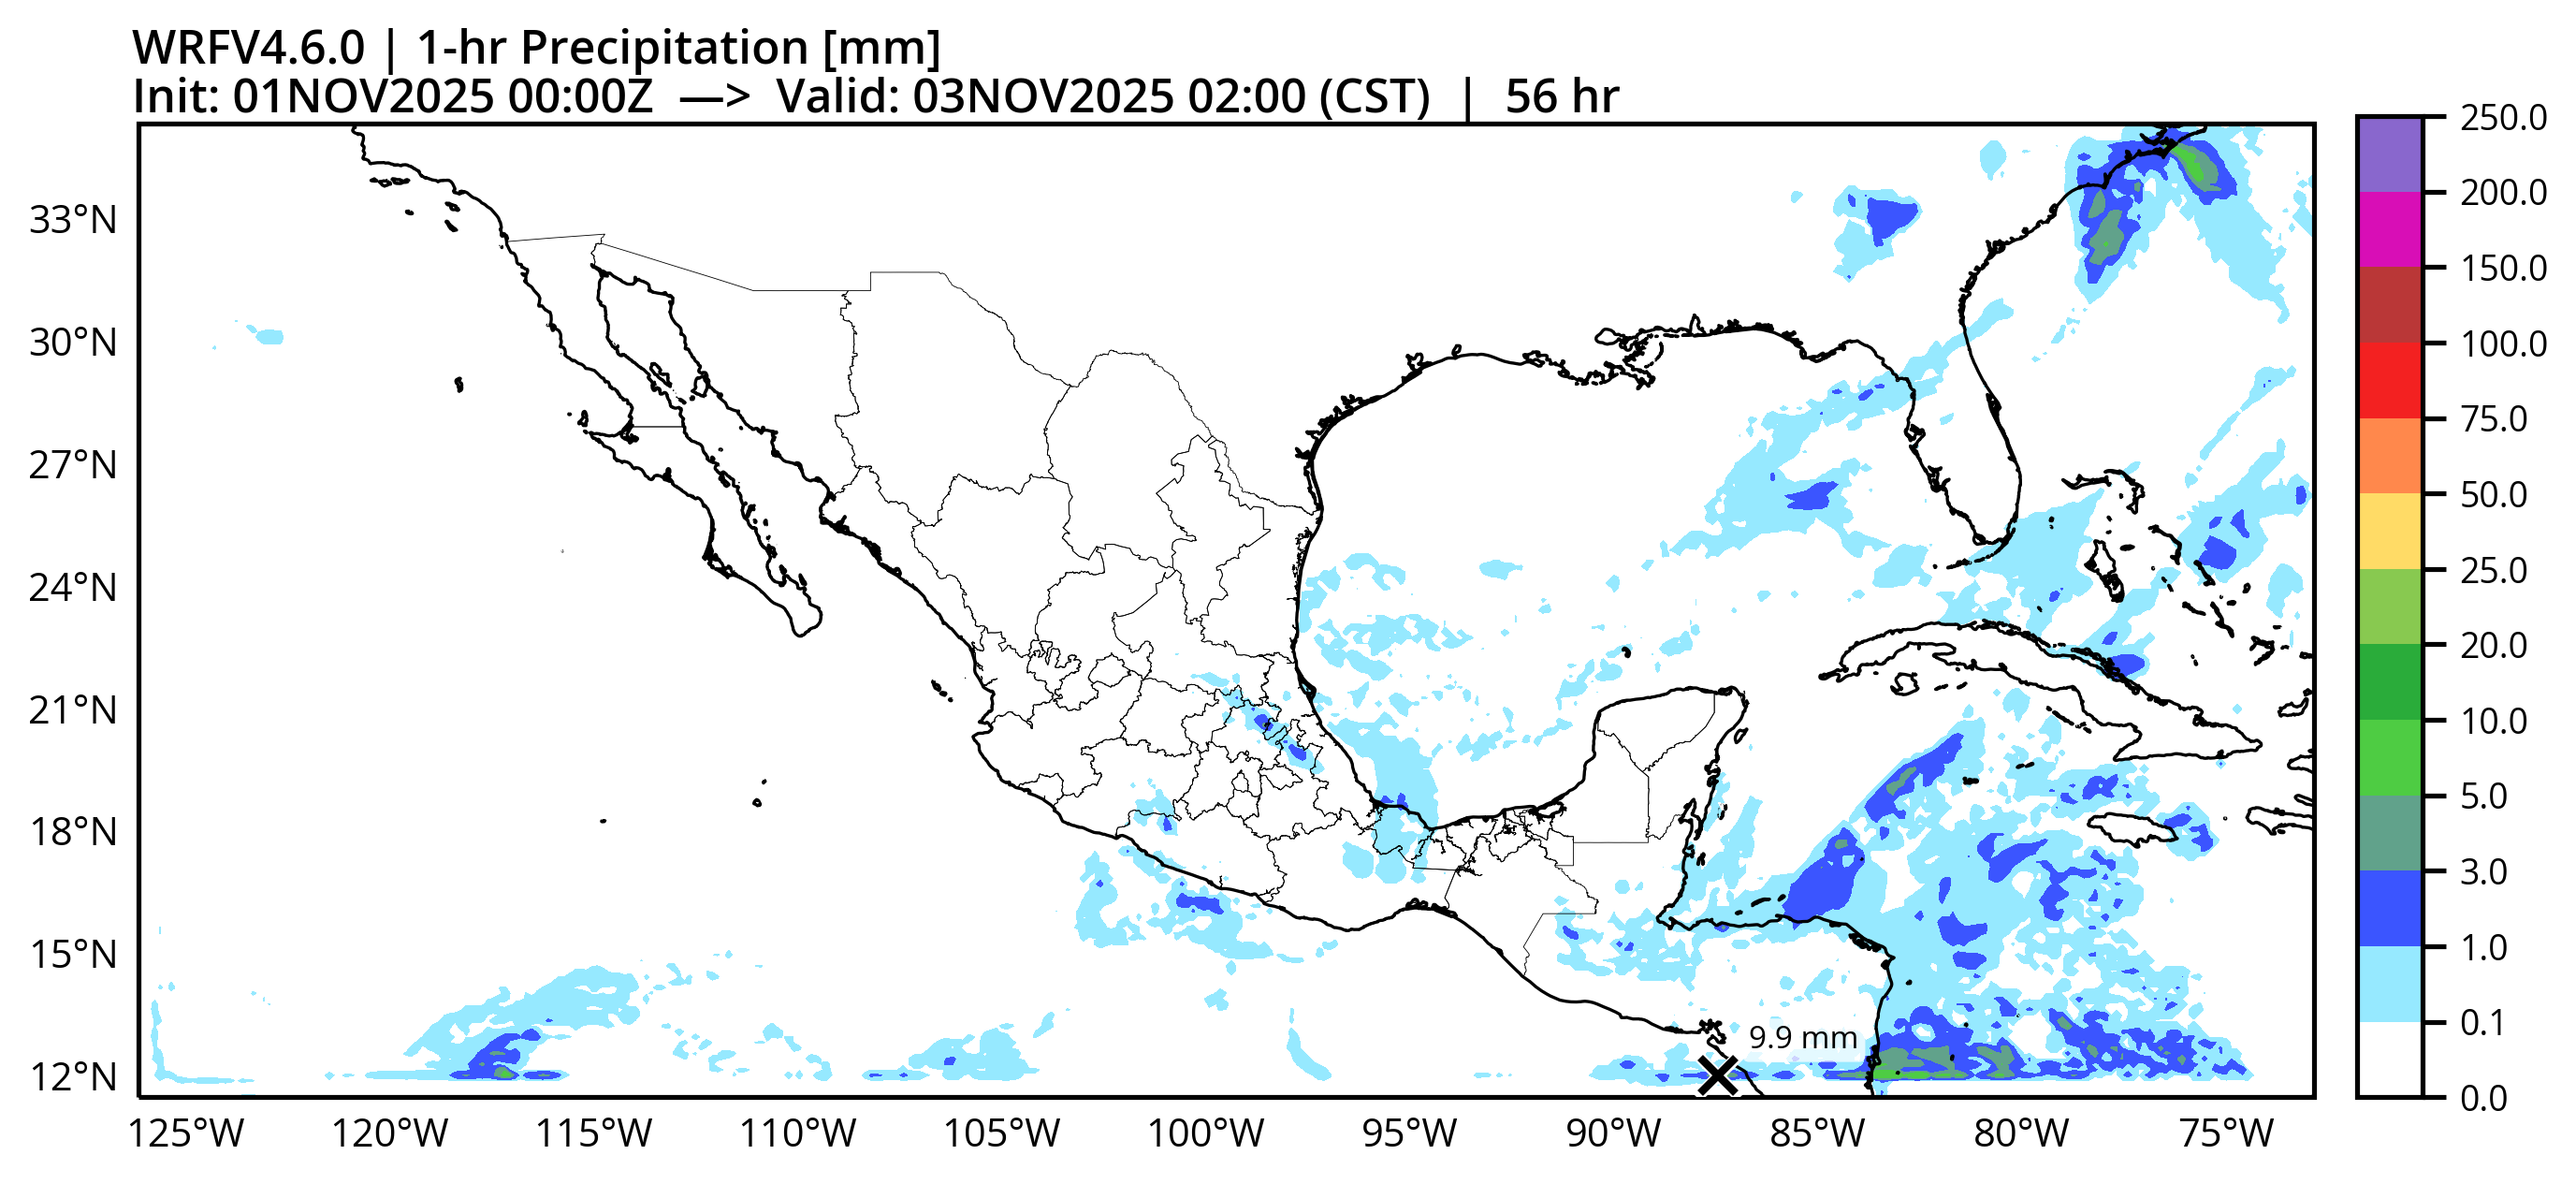 WRFV4.6.0 | 1-hr Precipitation [mm]
Init: 01NOV2025 00:00Z —> Valid: 03NOV2025 02:00 (CST) | 56 hr
33°N
30°N
27°N
24°N
21°N
18°N
15°N
12°N
125°W 120°W 115°W 110°W 105°W 100°W 95°W 90°W 85°W 80°W 75°W
9.9 mm
250.0
200.0
150.0
100.0
75.0
50.0
25.0
20.0
10.0
5.0
3.0
1.0
0.1
0.0